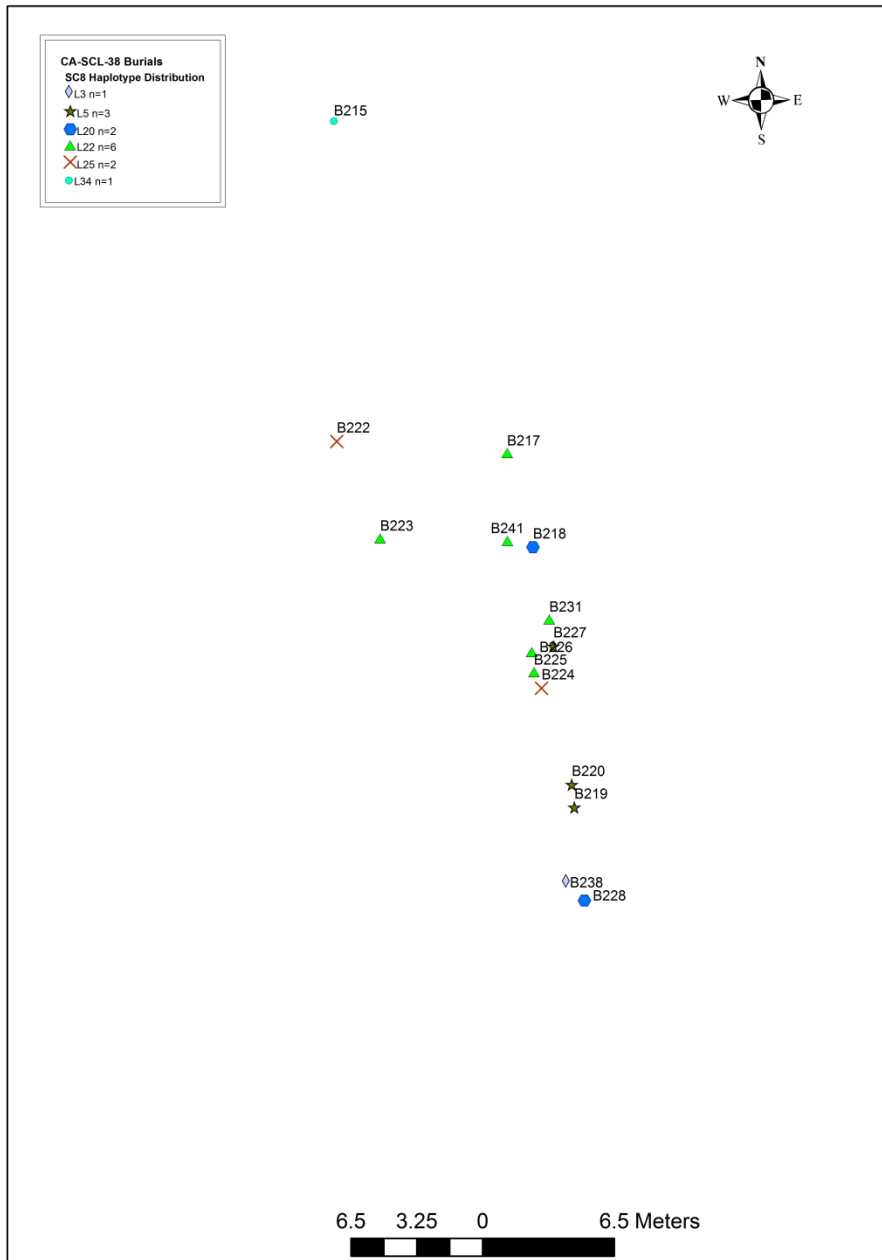 CA-SCL-38 Burials
SC8 Haplotype Distribution
L3 n=1
L5 n=3
L20 n=2
L22 n=6
L25 n=2
L34 n=1
N
W E
S
B215
B222
B217
B223
B241
B218
B231
B227
B226
B225
B224
B220
B219
B238
B228
6.5 3.25 0 6.5 Meters